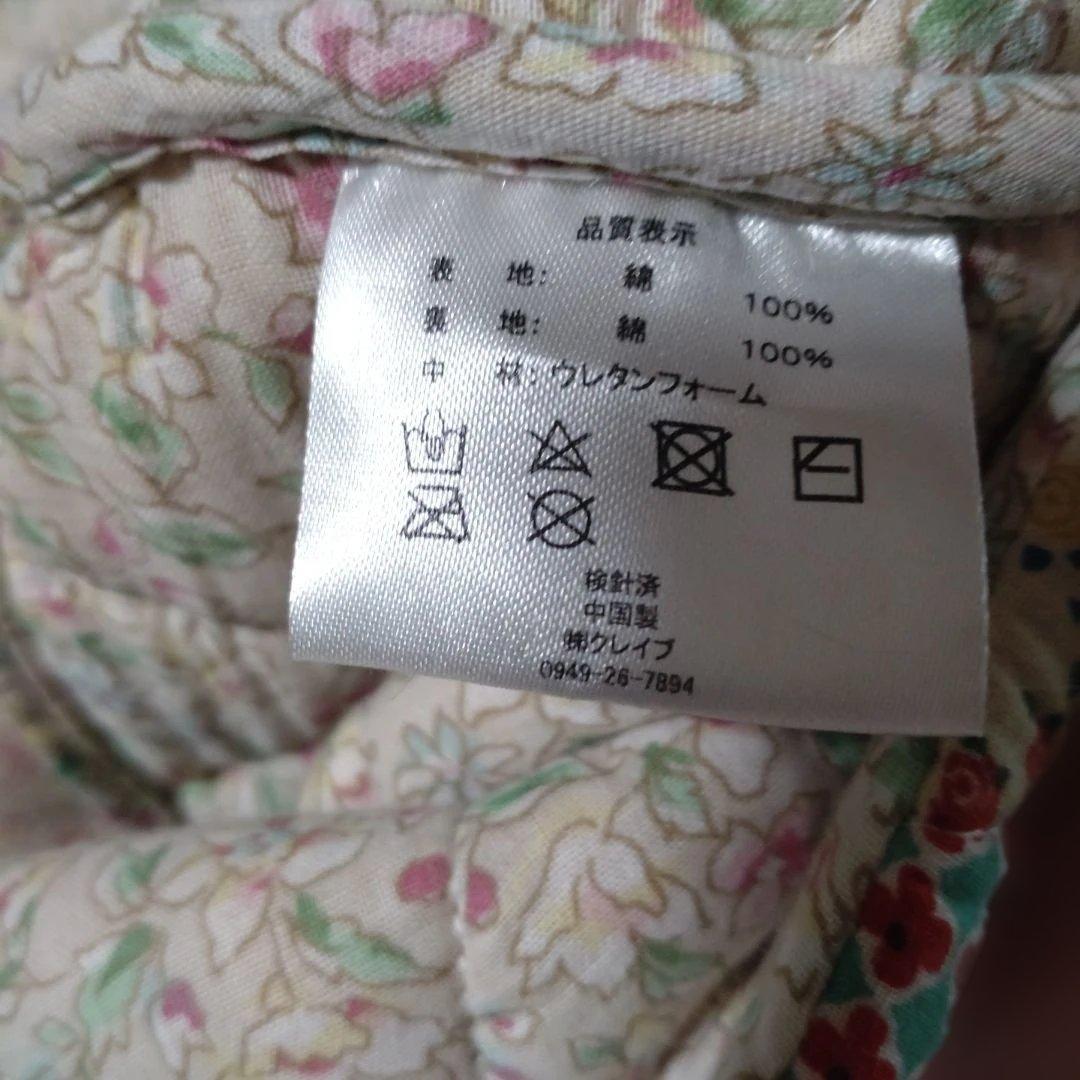 品質表示
表 地: 綿 100%
裏 地: 綿 100%
中 材: ウレタンフォーム
検針済
中国製
㈱クレイブ
0949-26-7894